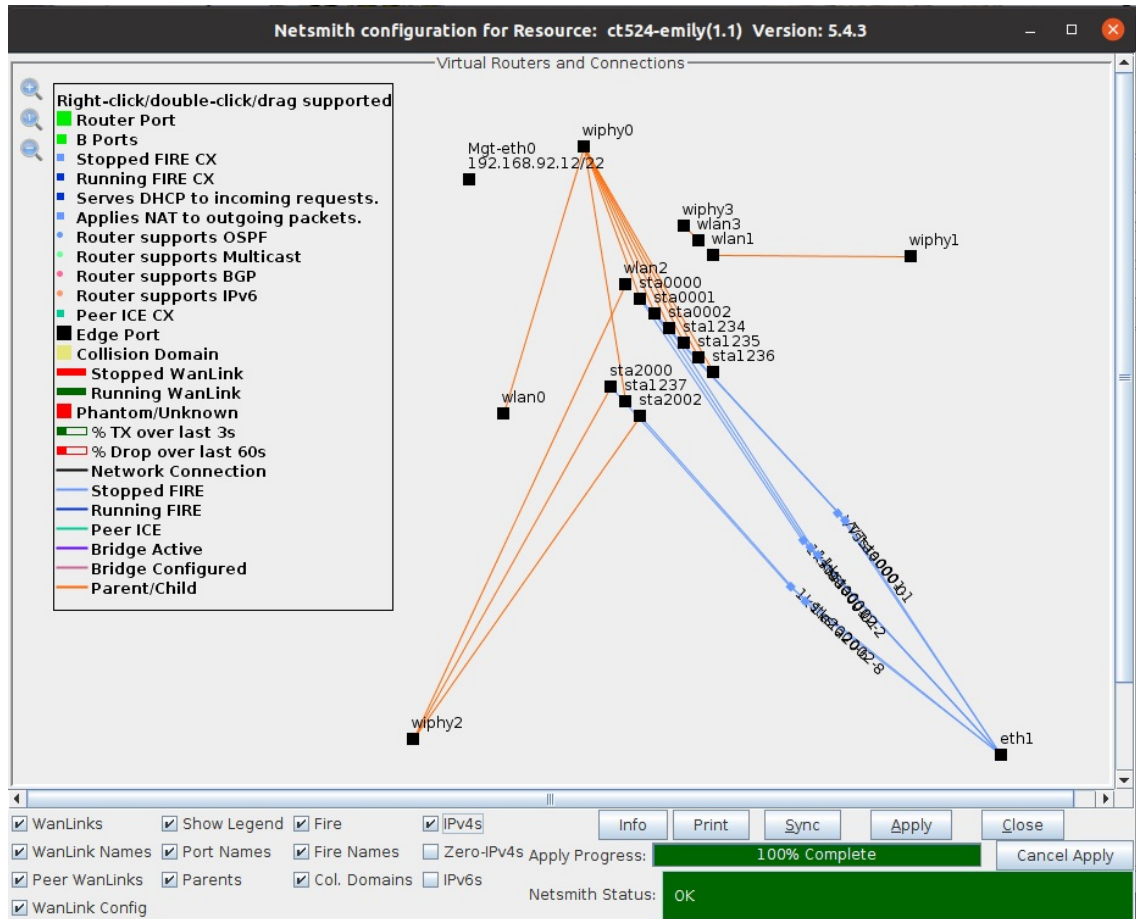 Netsmith configuration for Resource: ct524-emily(1.1) Version: 5.4.3
Virtual Routers and Connections
Right-click/double-click/drag supported
Router Port
B Ports
Stopped FIRE CX
Running FIRE CX
Serves DHCP to incoming requests.
Applies NAT to outgoing packets.
Router supports OSPF
Router supports Multicast
Router supports BGP
Router supports IPv6
Peer ICE CX
Edge Port
Collision Domain
Stopped WanLink
Running WanLink
Phantom/Unknown
% TX over last 3s
% Drop over last 60s
Network Connection
Stopped FIRE
Running FIRE
Peer ICE
Bridge Active
Bridge Configured
Parent/Child
wiphy0
Mgt-eth0
192.168.92.12/22
wiphy3
wlan3
wlan1
wiphy1
wlan2
sta0000
sta0001
sta0002
sta1234
sta1235
sta1236
sta2000
sta1237
sta2002
wlan0
wiphy2
eth1
WanLinks Show Legend Fire IPv4s Info Print Sync Apply Close
WanLink Names Port Names Fire Names Zero-IPv4s Apply Progress: 100% Complete Cancel Apply
Peer WanLinks Parents Col. Domains IPv6s
WanLink Config
Netsmith Status: OK